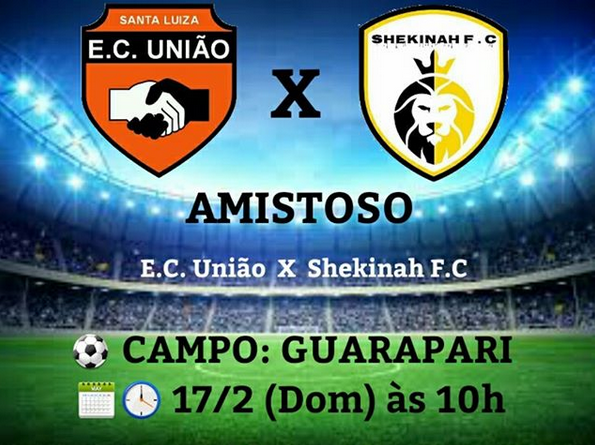 SANTA LUIZA
E.C. UNIÃO
X
SHEKINAH F.C
AMISTOSO
E.C. União X Shekinah F.C
CAMPO: GUARAPARI
17/2 (Dom) às 10h